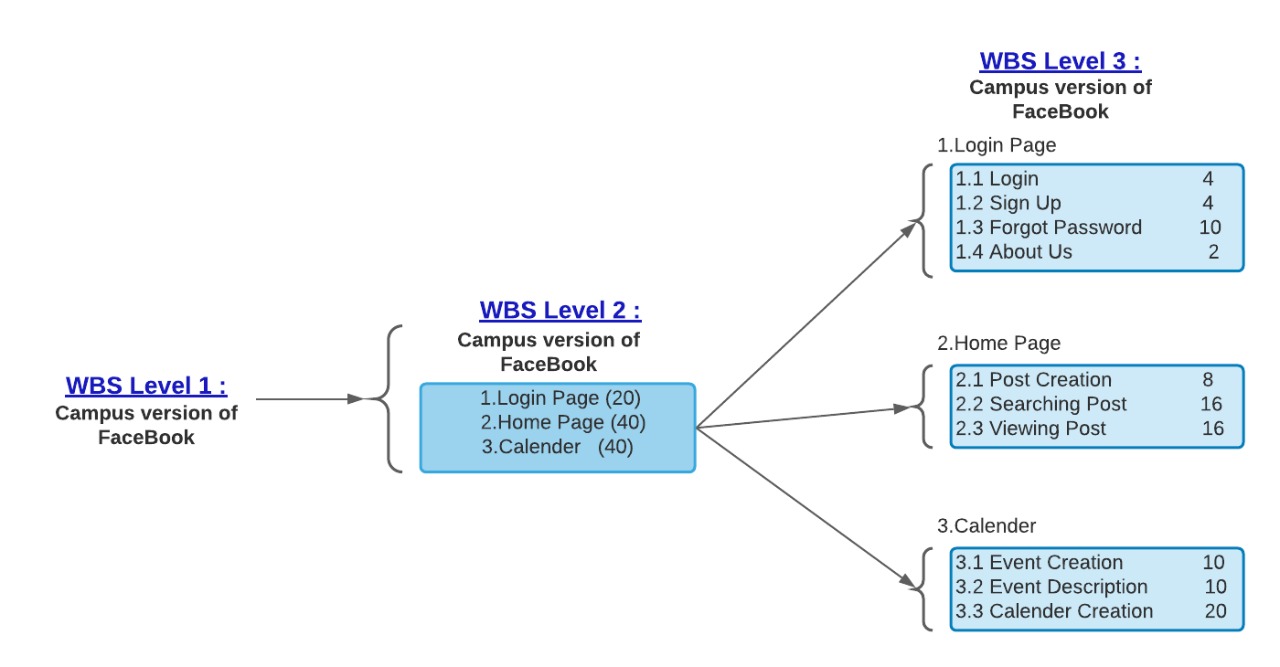 WBS Level 1 :
Campus version of
FaceBook
WBS Level 2 :
Campus version of
FaceBook
1.Login Page (20)
2.Home Page (40)
3.Calender (40)
WBS Level 3 :
Campus version of
FaceBook
1.Login Page
1.1 Login 4
1.2 Sign Up 4
1.3 Forgot Password 10
1.4 About Us 2
2.Home Page
2.1 Post Creation 8
2.2 Searching Post 16
2.3 Viewing Post 16
3.Calender
3.1 Event Creation 10
3.2 Event Description 10
3.3 Calender Creation 20